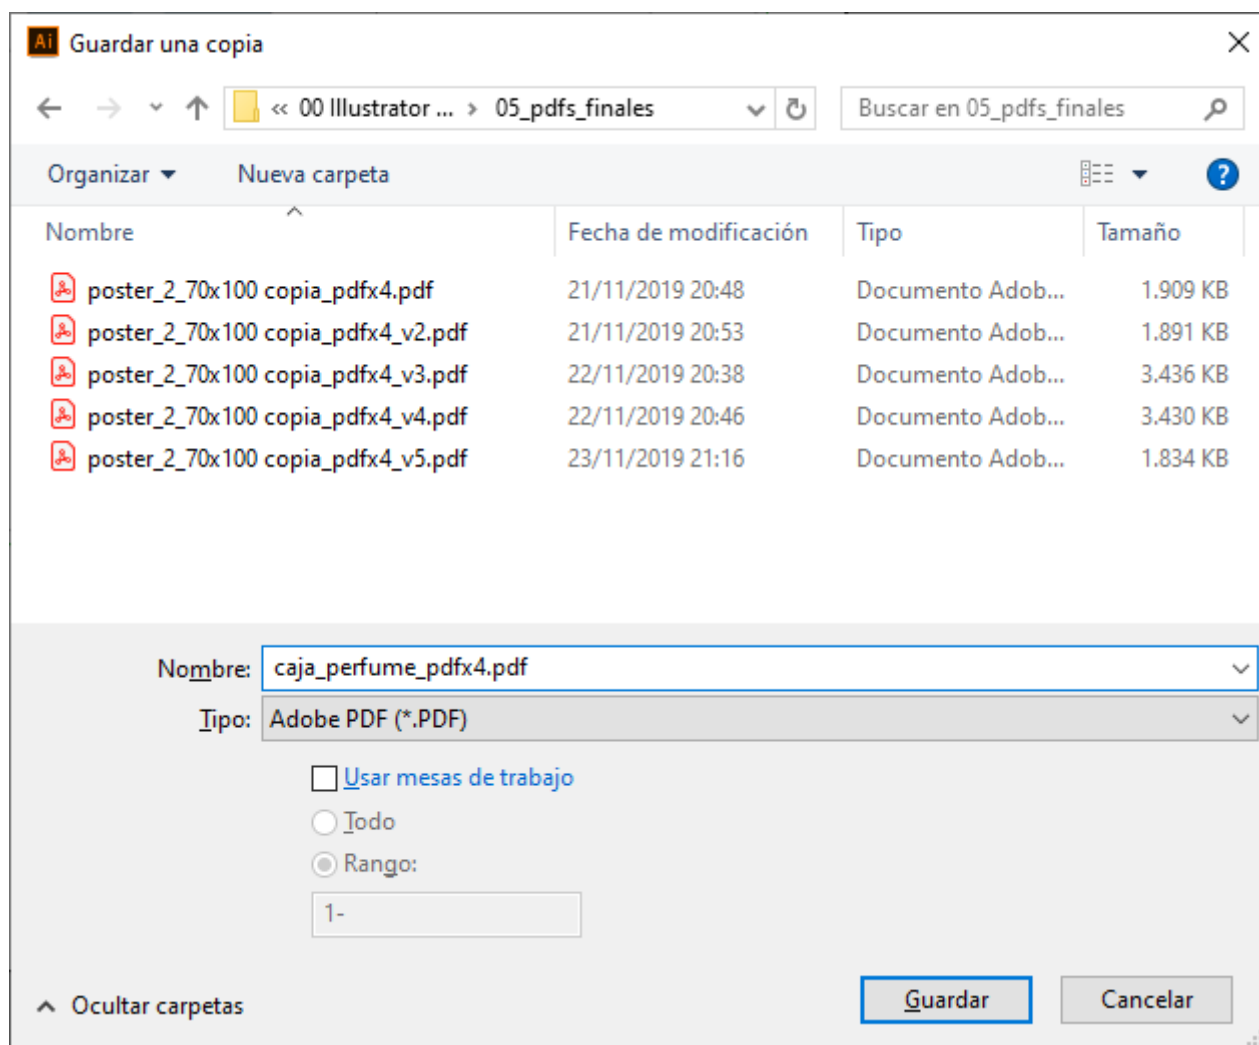 Ai Guardar una copia
« 00 Illustrator ... › 05_pdfs_finales Buscar en 05_pdfs_finales
Organizar Nueva carpeta ?
Nombre Fecha de modificación Tipo Tamaño
poster_2_70x100 copia_pdfx4.pdf 21/11/2019 20:48 Documento Adob... 1.909 KB
poster_2_70x100 copia_pdfx4_v2.pdf 21/11/2019 20:53 Documento Adob... 1.891 KB
poster_2_70x100 copia_pdfx4_v3.pdf 22/11/2019 20:38 Documento Adob... 3.436 KB
poster_2_70x100 copia_pdfx4_v4.pdf 22/11/2019 20:46 Documento Adob... 3.430 KB
poster_2_70x100 copia_pdfx4_v5.pdf 23/11/2019 21:16 Documento Adob... 1.834 KB
Nombre: caja_perfume_pdfx4.pdf
Tipo: Adobe PDF (*.PDF)
Usar mesas de trabajo
Todo
Rango:
1-
Ocultar carpetas Guardar Cancelar